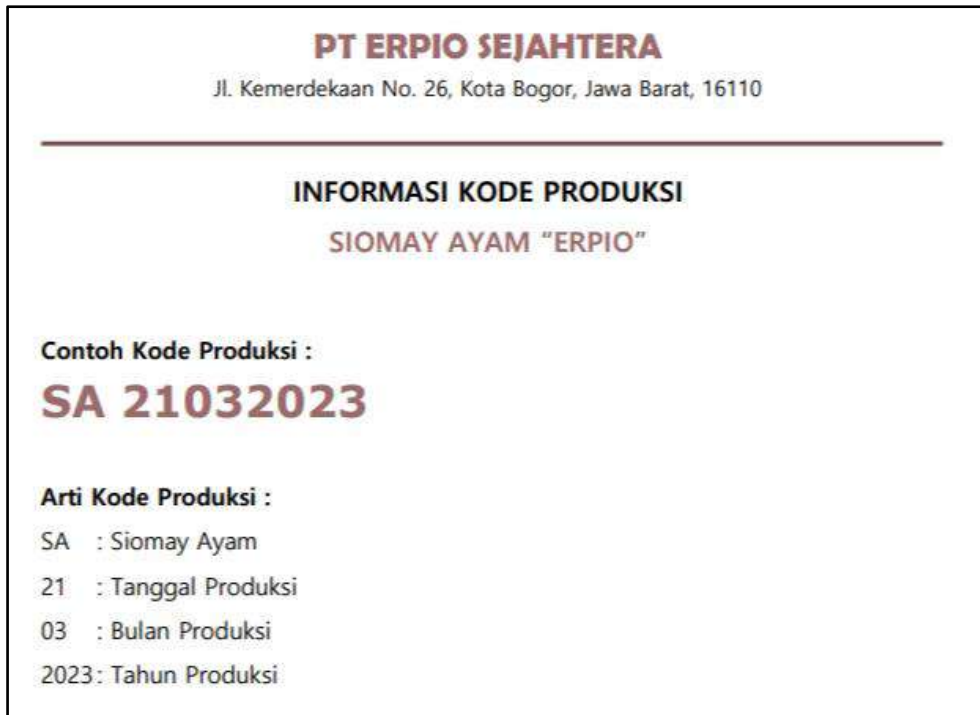 PT ERPIO SEJAHTERA
Jl. Kemerdekaan No. 26, Kota Bogor, Jawa Barat, 16110
INFORMASI KODE PRODUKSI
SIOMAY AYAM “ERPIO”
Contoh Kode Produksi :
SA 21032023
Arti Kode Produksi :
SA : Siomay Ayam
21 : Tanggal Produksi
03 : Bulan Produksi
2023: Tahun Produksi